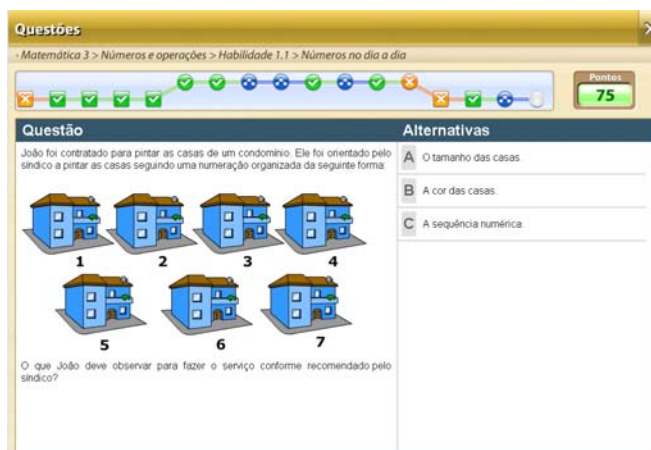 Questões
- Matemática 3 > Números e operações > Habilidade 1.1 > Números no dia a dia
Pontos
75
Questão
João foi contratado para pintar as casas de um condomínio. Ele foi orientado pelo
síndico a pintar as casas seguindo uma numeração organizada da seguinte forma:
1 2 3 4
5 6 7
O que João deve observar para fazer o serviço conforme recomendado pelo
síndico?
Alternativas
A O tamanho das casas.
B A cor das casas.
C A sequência numérica.